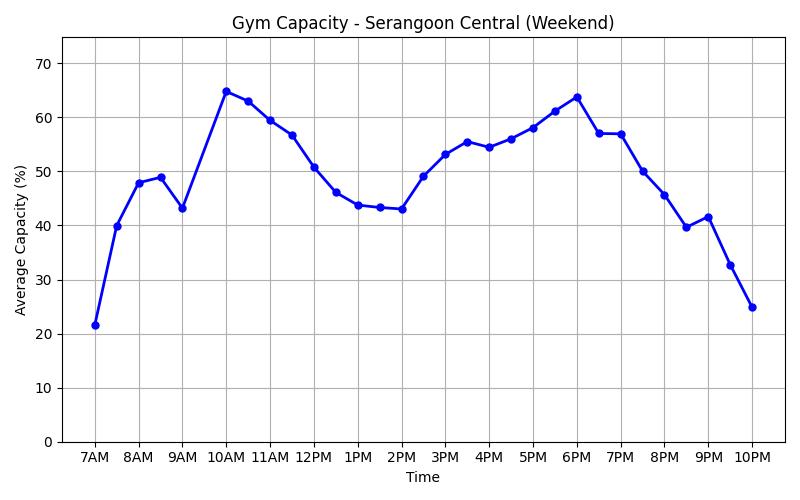 Gym Capacity - Serangoon Central (Weekend)
Average Capacity (%)
70
60
50
40
30
20
10
0
7AM 8AM 9AM 10AM 11AM 12PM 1PM 2PM 3PM 4PM 5PM 6PM 7PM 8PM 9PM 10PM
Time